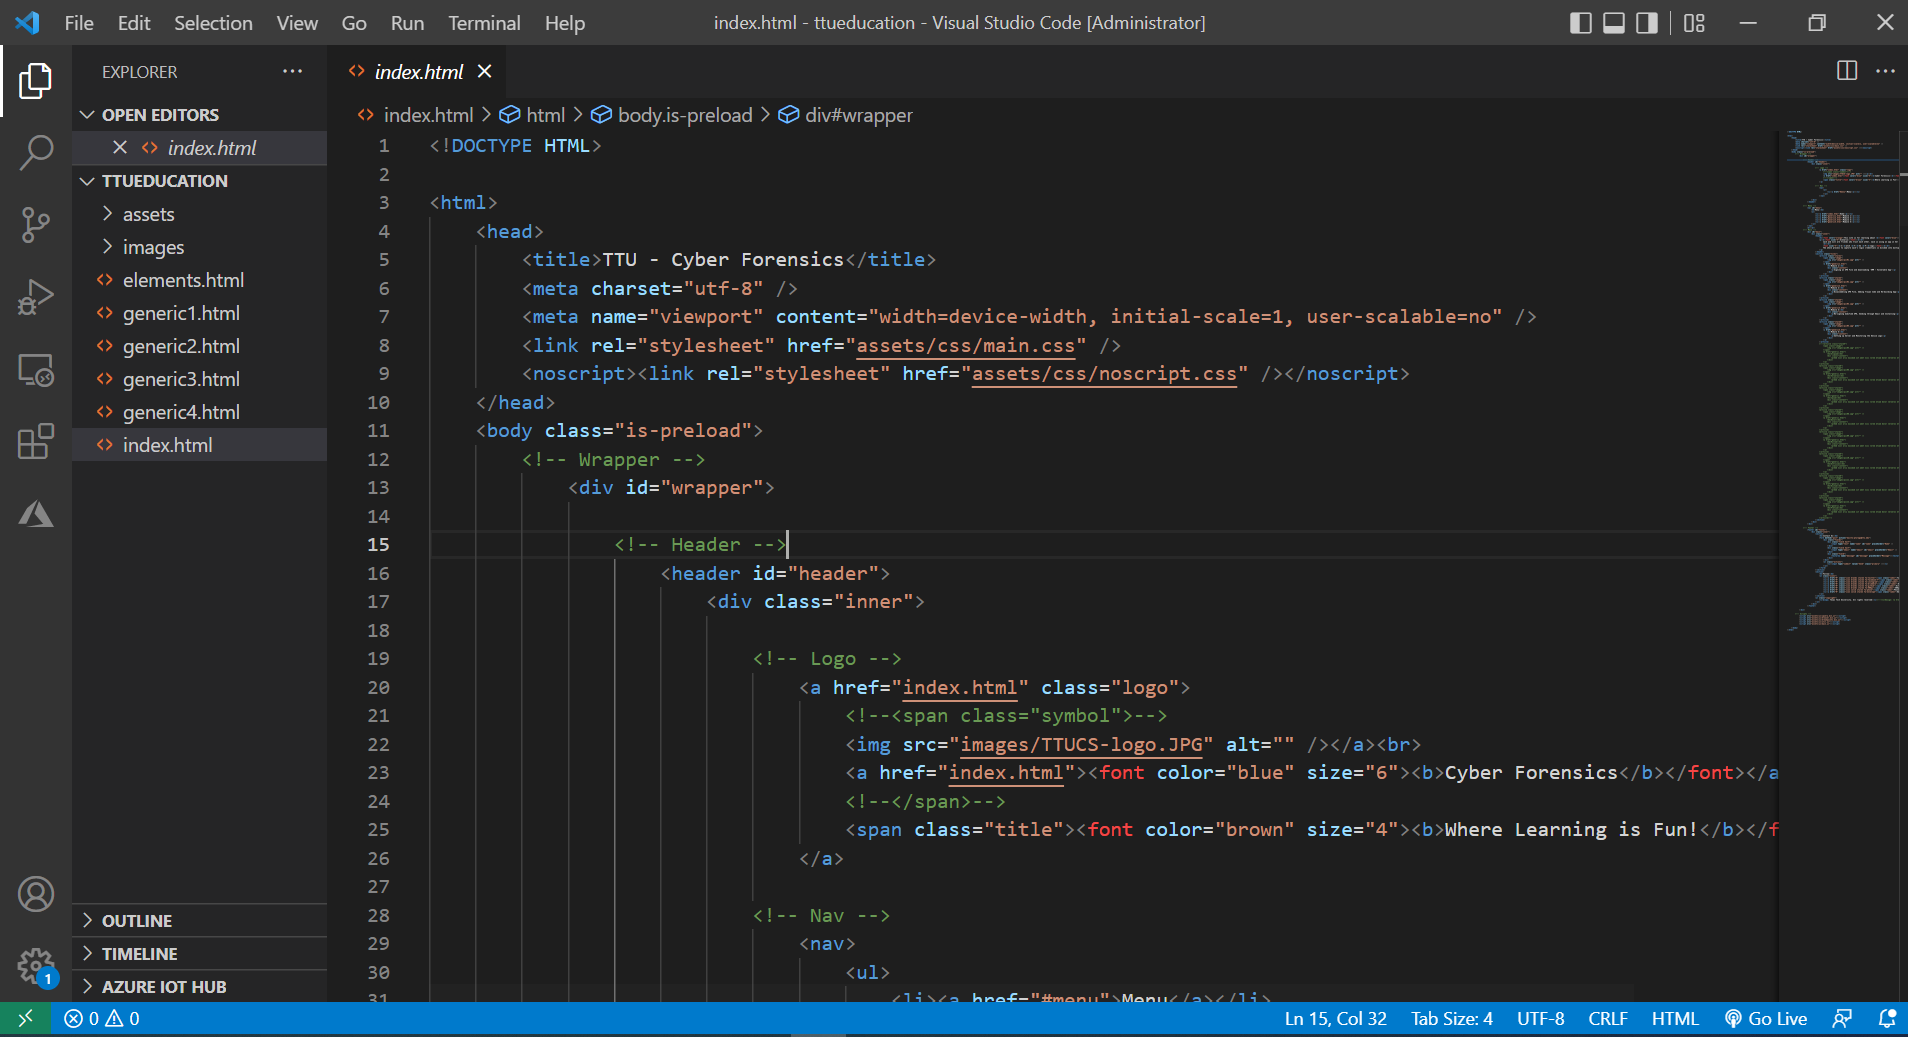 File Edit Selection View Go Run Terminal Help
index.html - ttueducation - Visual Studio Code [Administrator]
EXPLORER
OPEN EDITORS
index.html
TTUEDUCATION
assets
images
elements.html
generic1.html
generic2.html
generic3.html
generic4.html
index.html
OUTLINE
TIMELINE
AZURE IOT HUB
1
index.html
index.html > html > body.is-preload > div#wrapper
1 <!DOCTYPE HTML>
2
3 <html>
4 <head>
5 <title>TTU - Cyber Forensics</title>
6 <meta charset="utf-8" />
7 <meta name="viewport" content="width=device-width, initial-scale=1, user-scalable=no" />
8 <link rel="stylesheet" href="assets/css/main.css" />
9 <noscript><link rel="stylesheet" href="assets/css/noscript.css" /></noscript>
10 </head>
11 <body class="is-preload">
12 <!-- Wrapper -->
13 <div id="wrapper">
14
15 <!-- Header -->
16 <header id="header">
17 <div class="inner">
18
19 <!-- Logo -->
20 <a href="index.html" class="logo">
21 <!--<span class="symbol">-->
22 <img src="images/TTUCS-logo.JPG" alt="" /></a><br>
23 <a href="index.html"><font color="blue" size="6"><b>Cyber Forensics</b></font></a
24 <!--</span>-->
25 <span class="title"><font color="brown" size="4"><b>Where Learning is Fun!</b></f
26 </a>
27
28 <!-- Nav -->
29 <nav>
30 <ul>
31 <li><a href="#menu">Menu</a></li>
0 0
Ln 15, Col 32 Tab Size: 4 UTF-8 CRLF HTML Go Live